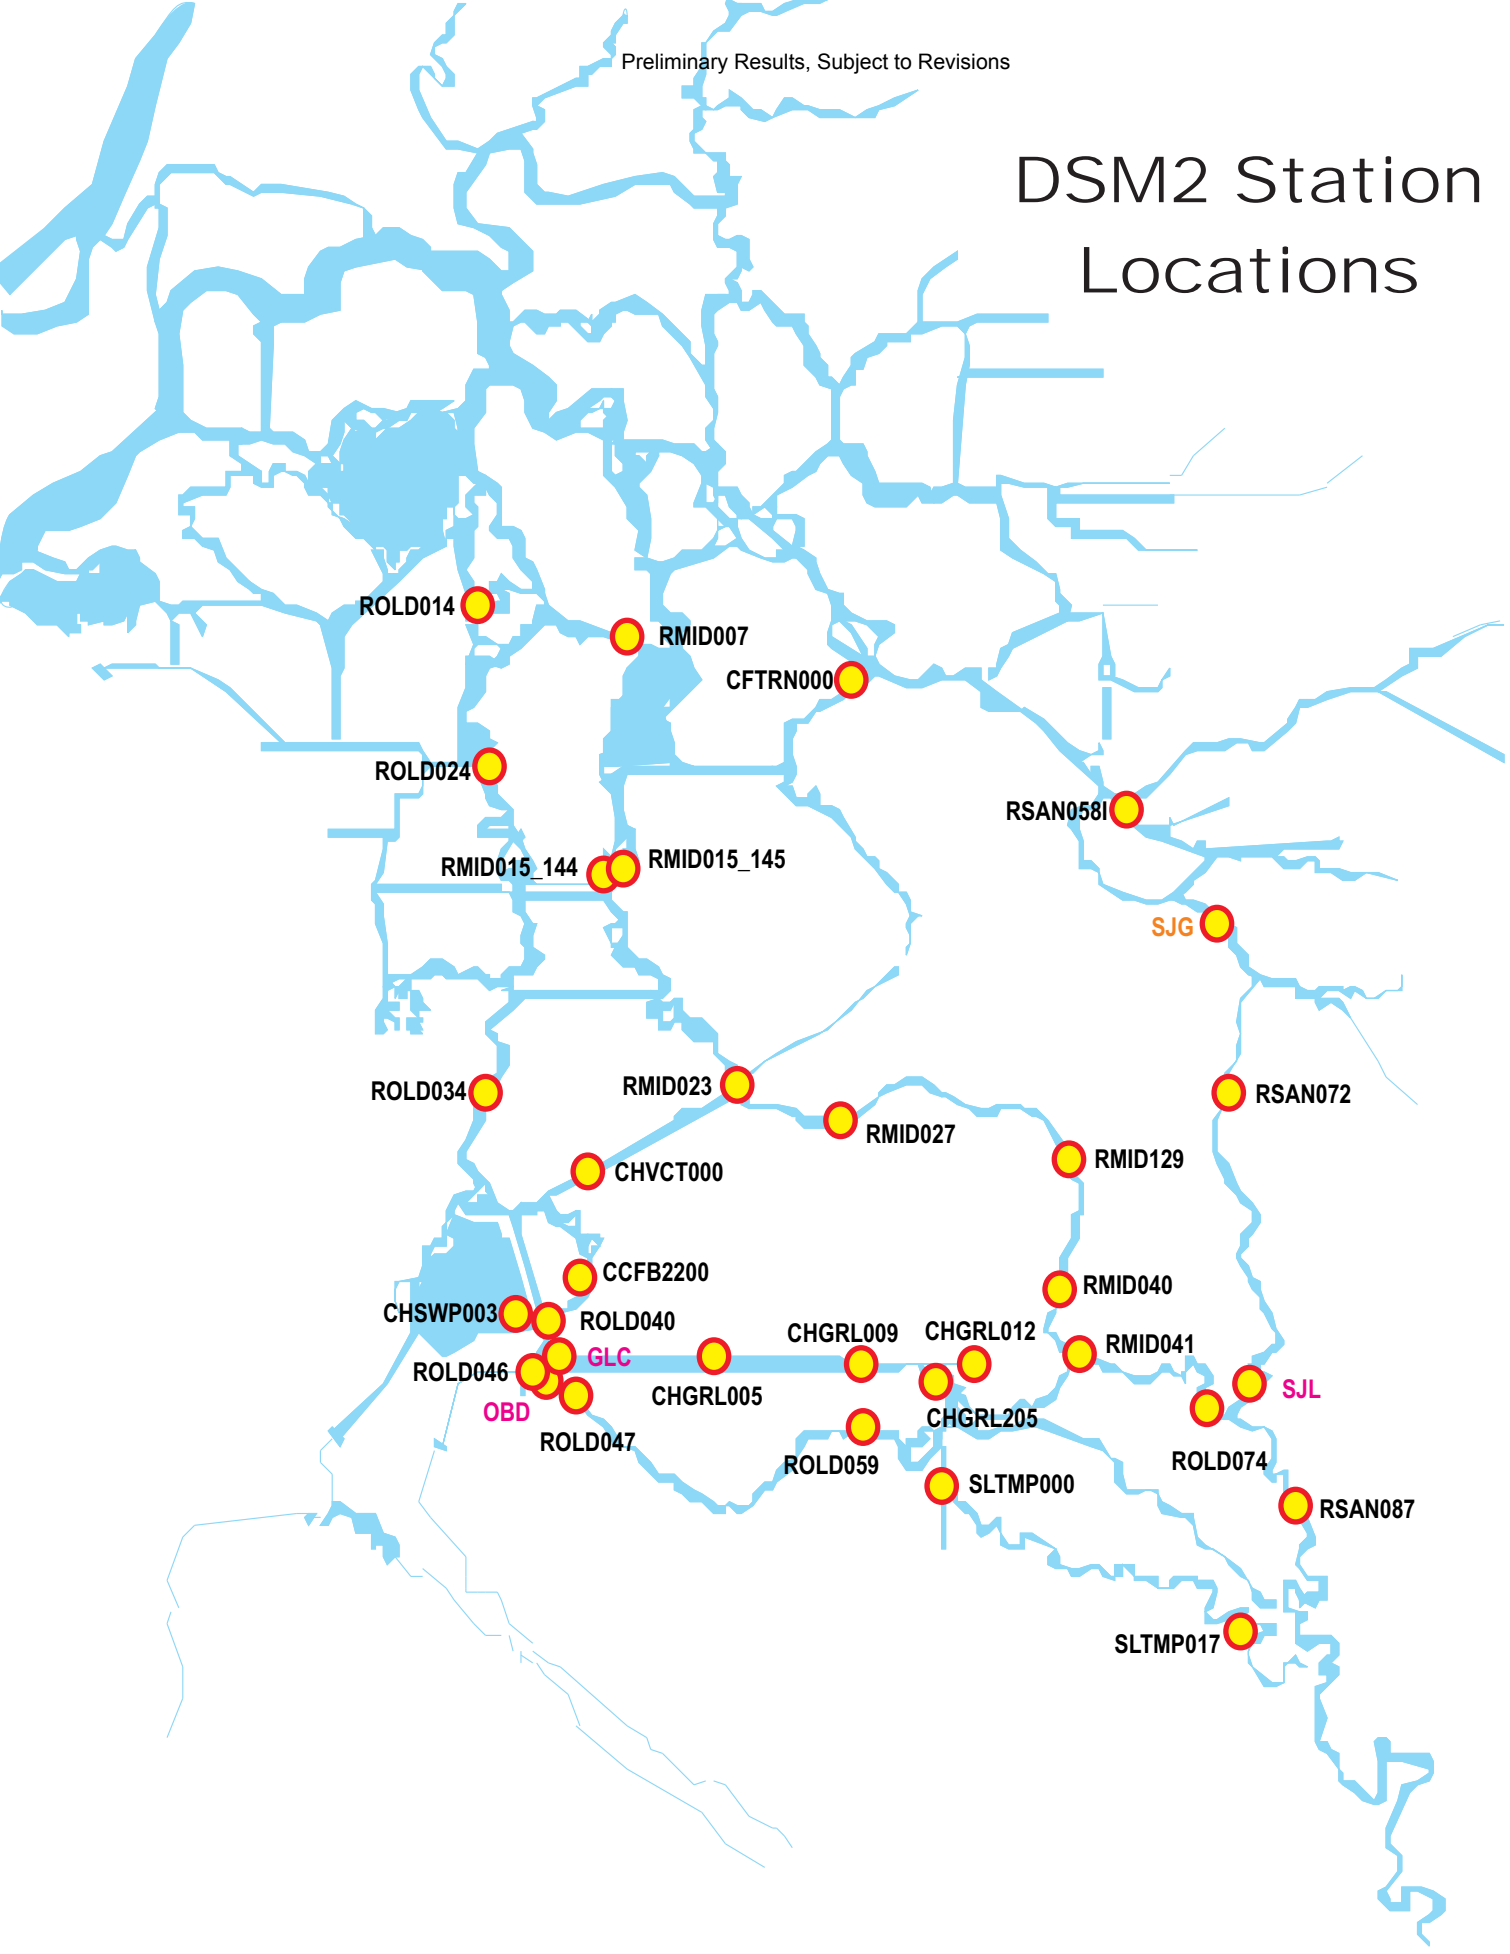 Preliminary Results, Subject to Revisions
DSM2 Station
Locations
ROLD014
RMID007
CFTRN000
ROLD024
RSAN058I
RMID015_144
RMID015_145
SJG
ROLD034
RMID023
RSAN072
RMID027
RMID129
CHVCT000
CCFB2200
RMID040
CHSWP003
ROLD040
CHGRL009
CHGRL012
RMID041
GLC
ROLD046
CHGRL005
SJL
OBD
CHGRL205
ROLD047
ROLD059
ROLD074
SLTMP000
RSAN087
SLTMP017